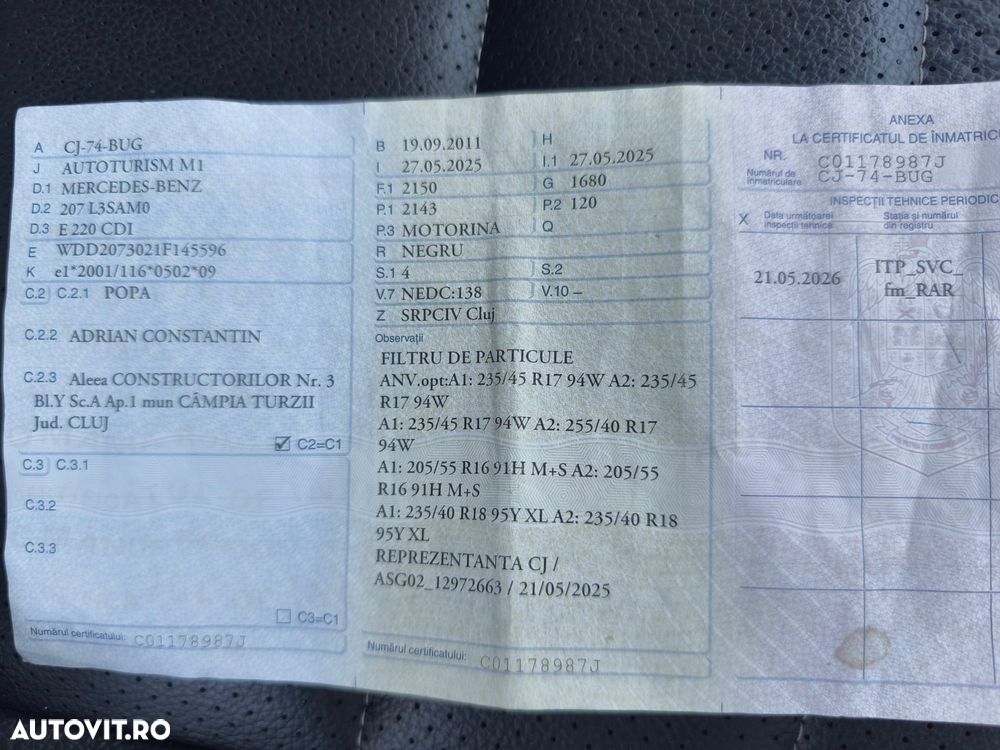 A CJ-74-BUG
J AUTOTURISM M1
D.1 MERCEDES-BENZ
D.2 207 L3SAM0
D.3 E 220 CDI
E WDD2073021F145596
K e1*2001/116*0502*09
C.2 C.2.1 POPA
C.2.2 ADRIAN CONSTANTIN
C.2.3 Aleea CONSTRUCTORILOR Nr. 3
Bl.Y Sc.A Ap.1 mun CÂMPIA TURZII
Jud. CLUJ
C2=C1
C.3 C.3.1
C.3.2
C.3.3
C3=C1
Numărul certificatului: C01178987J
B 19.09.2011 H
I 27.05.2025 I.1 27.05.2025
F.1 2150 G 1680
P.1 2143 P.2 120
P.3 MOTORINA Q
R NEGRU
S.1 4 S.2
V.7 NEDC:138 V.10 –
Z SRPCIV Cluj
Observații
FILTRU DE PARTICULE
ANV.opt:A1: 235/45 R17 94W A2: 235/45
R17 94W
A1: 235/45 R17 94W A2: 255/40 R17
94W
A1: 205/55 R16 91H M+S A2: 205/55
R16 91H M+S
A1: 235/40 R18 95Y XL A2: 235/40 R18
95Y XL
REPREZENTANTA CJ /
ASG02_12972663 / 21/05/2025
Numărul certificatului: C01178987J
ANEXA
LA CERTIFICATUL DE ÎNMATRIC
NR. C01178987J
Numărul de
înmatriculare CJ-74-BUG
INSPECȚII TEHNICE PERIODIC
X Data următoarei
inspecții tehnice
Stația și numărul
din registru
21.05.2026
ITP_SVC_
fm_RAR
AUTOVIT.RO